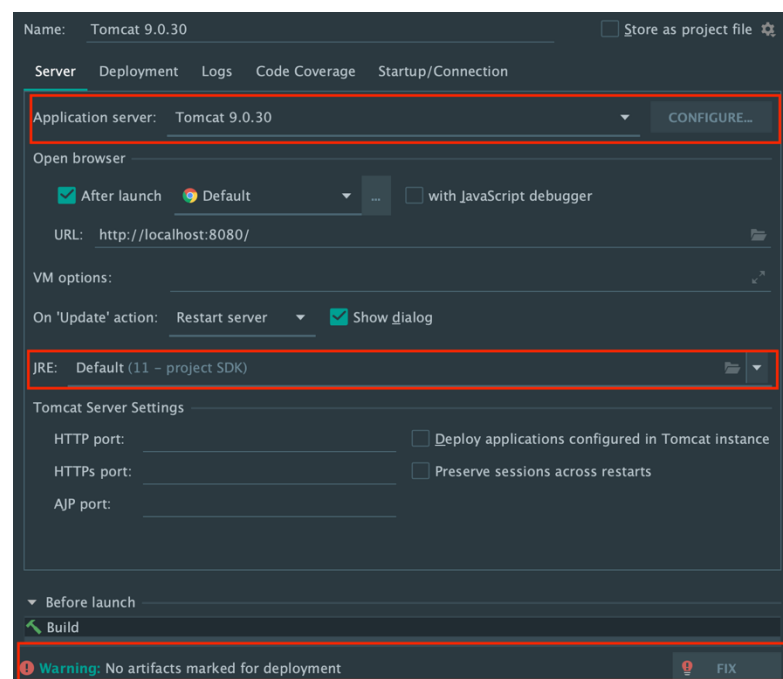 Name: Tomcat 9.0.30 Store as project file
Server Deployment Logs Code Coverage Startup/Connection
Application server: Tomcat 9.0.30 CONFIGURE...
Open browser
After launch Default ... with JavaScript debugger
URL: http://localhost:8080/
VM options:
On 'Update' action: Restart server Show dialog
JRE: Default (11 – project SDK)
Tomcat Server Settings
HTTP port: Deploy applications configured in Tomcat instance
HTTPs port: Preserve sessions across restarts
AJP port:
Before launch
Build
Warning: No artifacts marked for deployment FIX